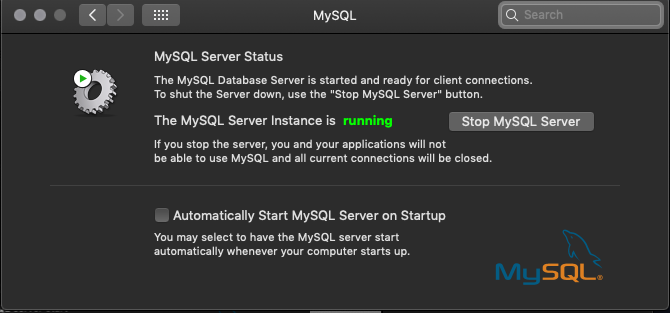 MySQL
Search
MySQL Server Status
The MySQL Database Server is started and ready for client connections.
To shut the Server down, use the "Stop MySQL Server" button.
The MySQL Server Instance is running
Stop MySQL Server
If you stop the server, you and your applications will not
be able to use MySQL and all current connections will be closed.
Automatically Start MySQL Server on Startup
You may select to have the MySQL server start
automatically whenever your computer starts up.
MySQL®